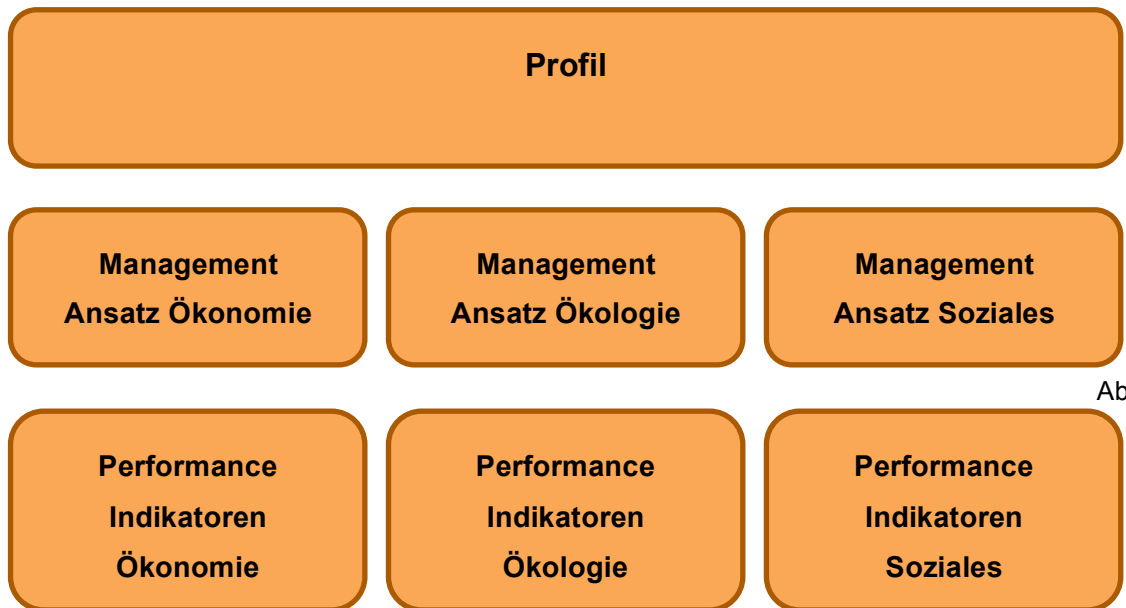 Profil
Management
Ansatz Ökonomie
Management
Ansatz Ökologie
Management
Ansatz Soziales
Ab
Performance
Indikatoren
Ökonomie
Performance
Indikatoren
Ökologie
Performance
Indikatoren
Soziales